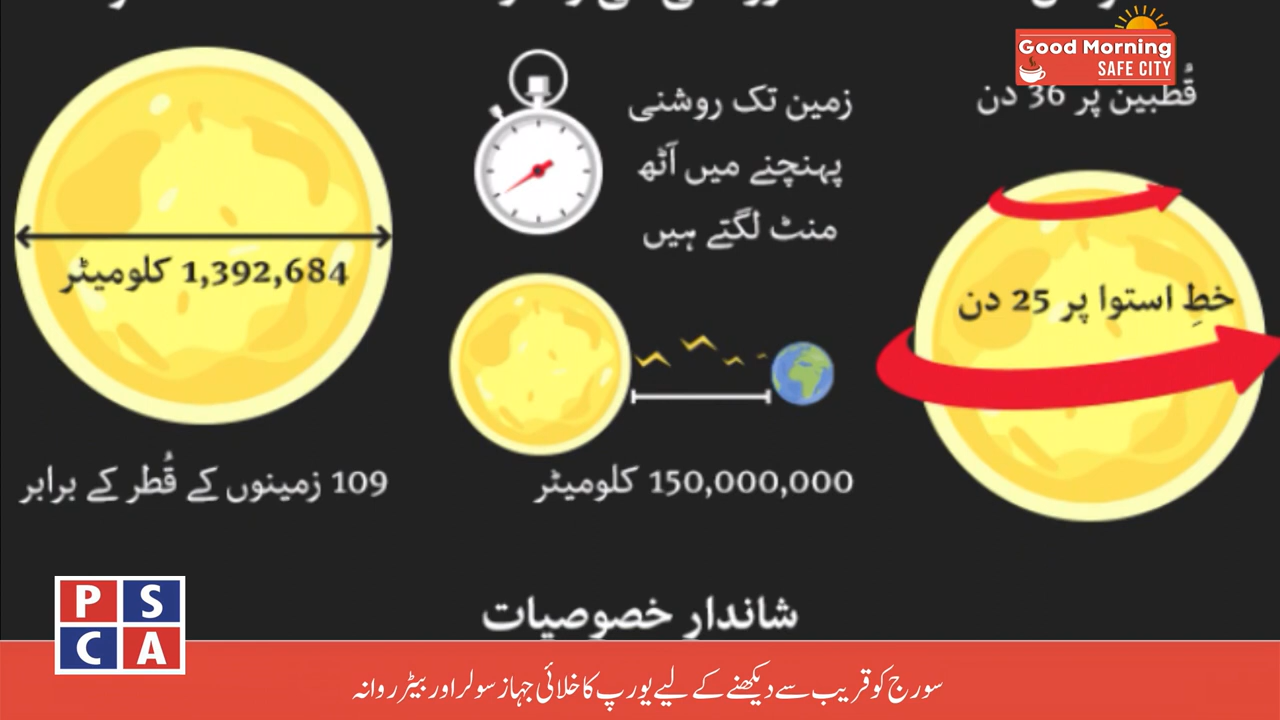 Good Morning
SAFE CITY
قُطبین پر 36 دن
خطِ استوا پر 25 دن
زمین تک روشنی
پہنچنے میں آٹھ
منٹ لگتے ہیں
150,000,000 کلومیٹر
1,392,684 کلومیٹر
109 زمینوں کے قُطر کے برابر
شاندار خصوصیات
P S
C A
سورج کو قریب سے دیکھنے کے لیے یورپ کا خلائی جہاز سولر اوربیٹر روانہ